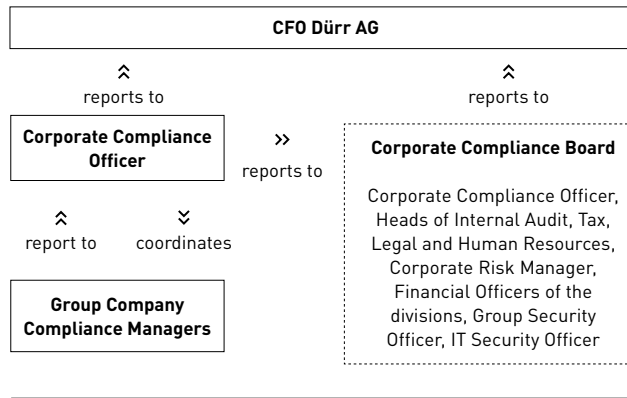 CFO Dürr AG
reports to
reports to
Corporate Compliance
Officer
reports to
Corporate Compliance Board
Corporate Compliance Officer,
Heads of Internal Audit, Tax,
Legal and Human Resources,
Corporate Risk Manager,
Financial Officers of the
divisions, Group Security
Officer, IT Security Officer
report to
coordinates
Group Company
Compliance Managers